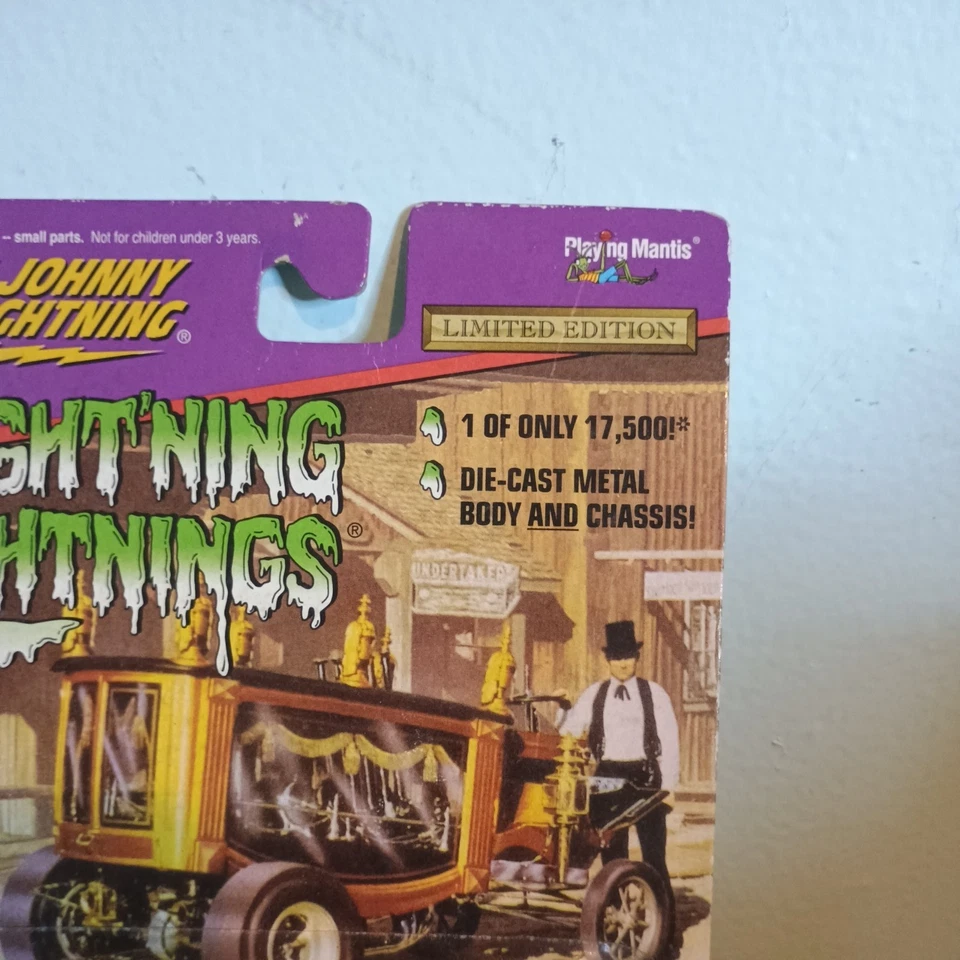 -- small parts. Not for children under 3 years.
JOHNNY
GHTNING®
Playing Mantis®
LIMITED EDITION
GHT'NING
HTNINGS®
1 OF ONLY 17,500!*
DIE-CAST METAL
BODY AND CHASSIS!
UNDERTAKER